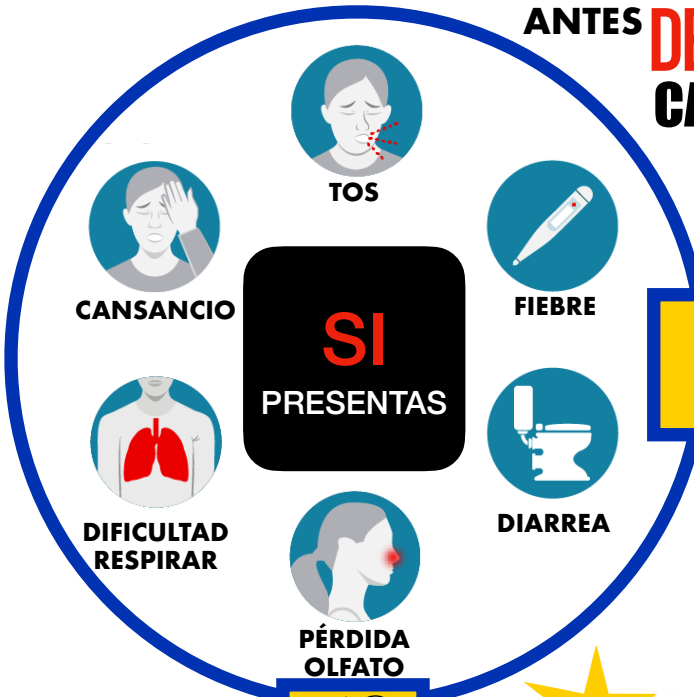 ANTES
TOS
CANSANCIO
FIEBRE
SI
PRESENTAS
DIFICULTAD
RESPIRAR
DIARREA
PÉRDIDA
OLFATO